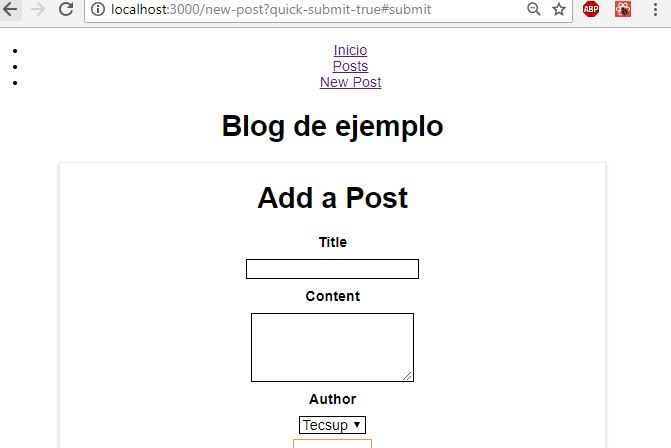 localhost:3000/new-post?quick-submit-true#submit
ABP
Inicio
Posts
New Post
Blog de ejemplo
Add a Post
Title
Content
Author
Tecsup